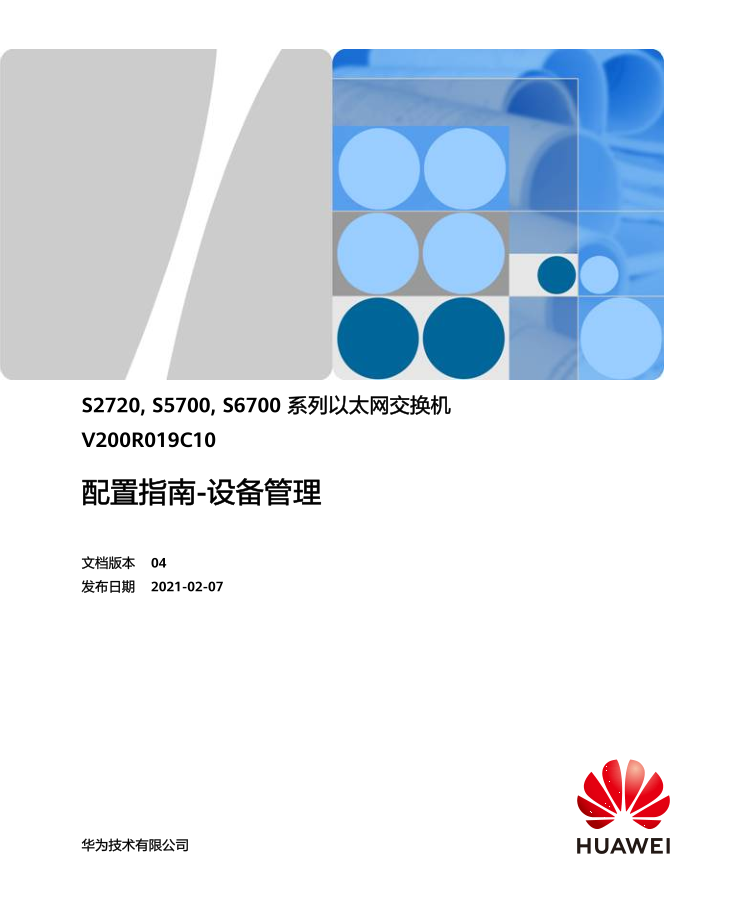 S2720, S5700, S6700 系列以太网交换机
V200R019C10
配置指南-设备管理
文档版本 04
发布日期 2021-02-07
华为技术有限公司
HUAWEI